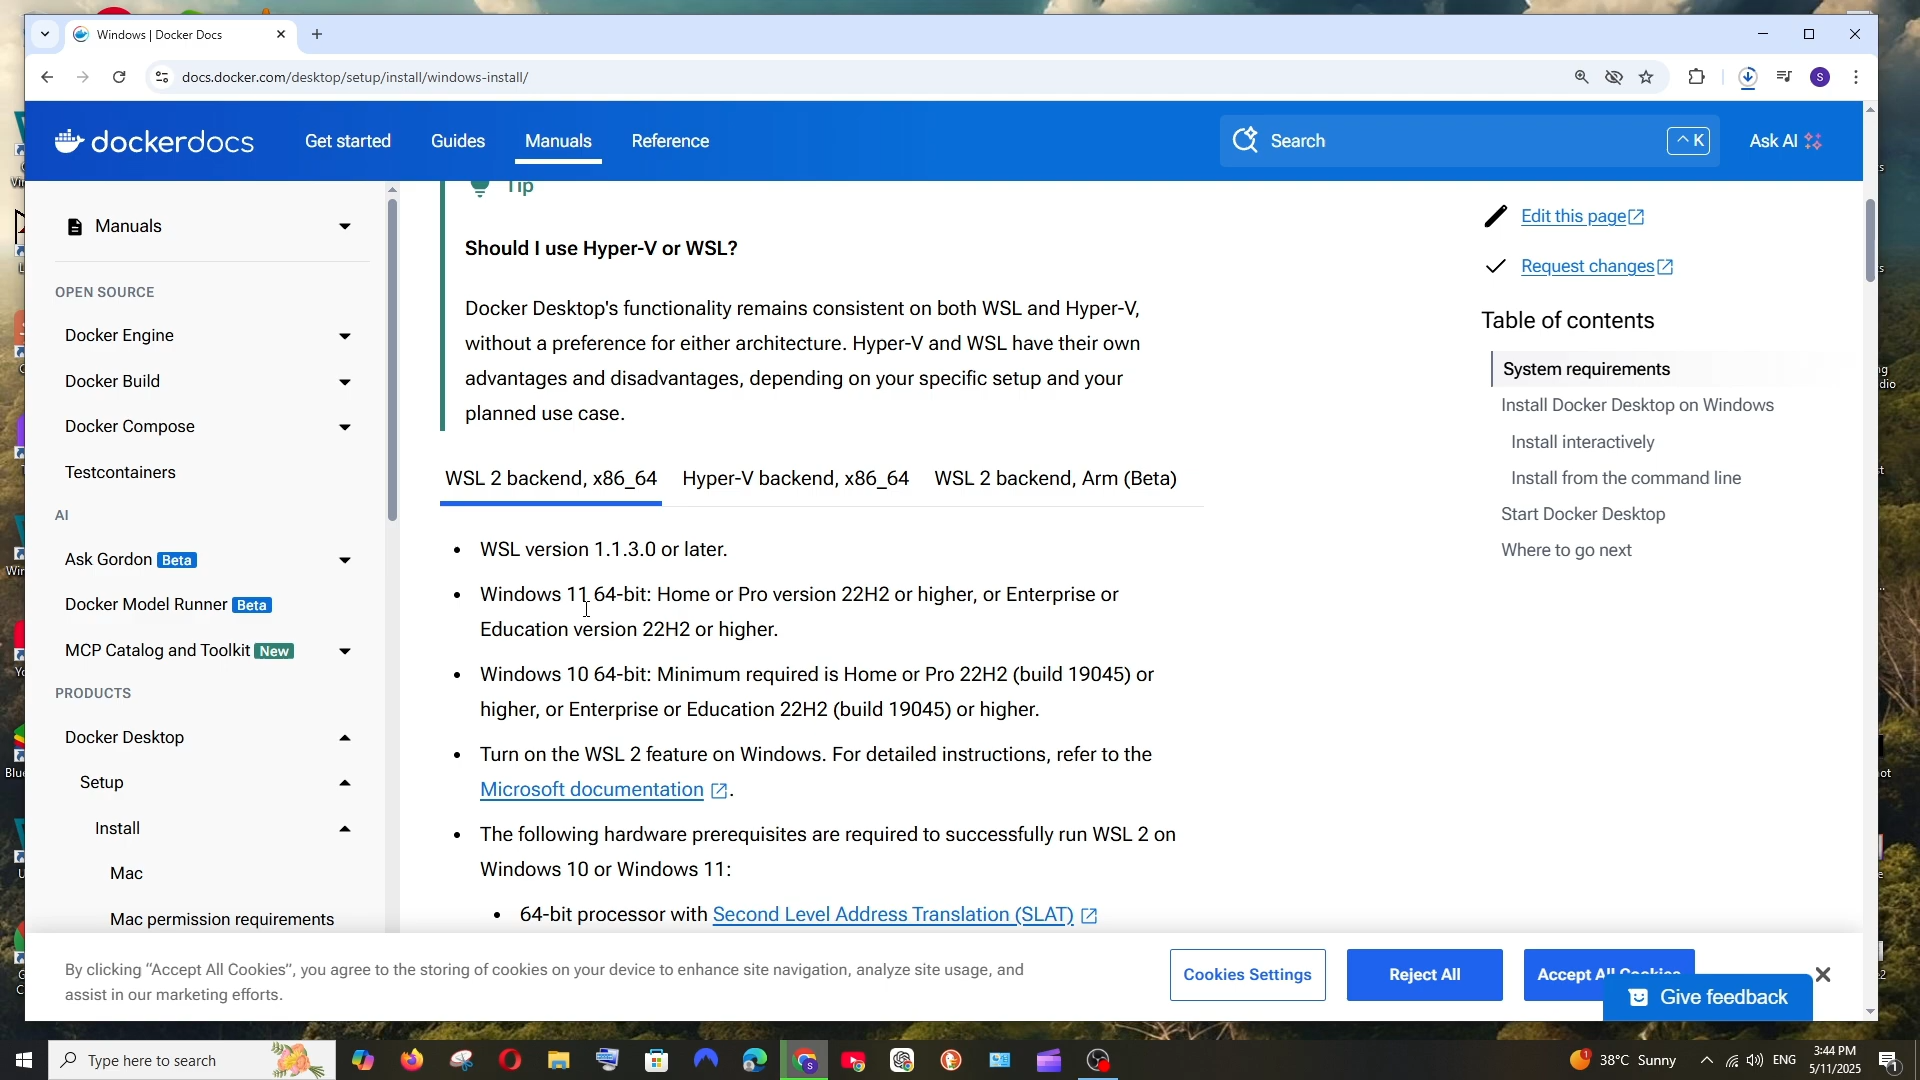 Windows | Docker Docs
docs.docker.com/desktop/setup/install/windows-install/
S
dockerdocs
Get started
Guides
Manuals
Reference
Search
^ K
Ask AI
Manuals
OPEN SOURCE
Docker Engine
Docker Build
Docker Compose
Testcontainers
AI
Ask Gordon Beta
Docker Model Runner Beta
MCP Catalog and Toolkit New
PRODUCTS
Docker Desktop
Setup
Install
Mac
Mac permission requirements
Tip
Should I use Hyper-V or WSL?
Docker Desktop's functionality remains consistent on both WSL and Hyper-V,
without a preference for either architecture. Hyper-V and WSL have their own
advantages and disadvantages, depending on your specific setup and your
planned use case.
WSL 2 backend, x86_64
Hyper-V backend, x86_64
WSL 2 backend, Arm (Beta)
• WSL version 1.1.3.0 or later.
• Windows 11 64-bit: Home or Pro version 22H2 or higher, or Enterprise or
Education version 22H2 or higher.
• Windows 10 64-bit: Minimum required is Home or Pro 22H2 (build 19045) or
higher, or Enterprise or Education 22H2 (build 19045) or higher.
• Turn on the WSL 2 feature on Windows. For detailed instructions, refer to the
Microsoft documentation.
• The following hardware prerequisites are required to successfully run WSL 2 on
Windows 10 or Windows 11:
• 64-bit processor with Second Level Address Translation (SLAT)
Edit this page
Request changes
Table of contents
System requirements
Install Docker Desktop on Windows
Install interactively
Install from the command line
Start Docker Desktop
Where to go next
By clicking “Accept All Cookies”, you agree to the storing of cookies on your device to enhance site navigation, analyze site usage, and
assist in our marketing efforts.
Cookies Settings
Reject All
Accept All Cookies
Give feedback
Type here to search
38°C Sunny
ENG
3:44 PM
5/11/2025
1